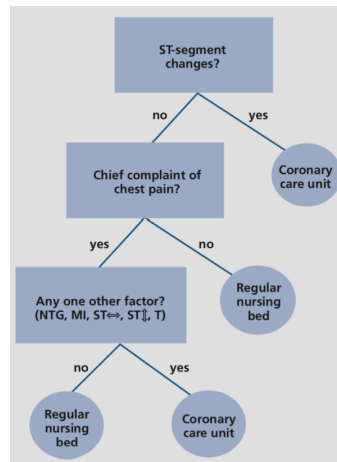 ST-segment
changes?
no
yes
Chief complaint of
chest pain?
Coronary
care unit
yes
no
Any one other factor?
(NTG, MI, ST⇔, ST⇕, T)
Regular
nursing
bed
no
yes
Regular
nursing
bed
Coronary
care unit